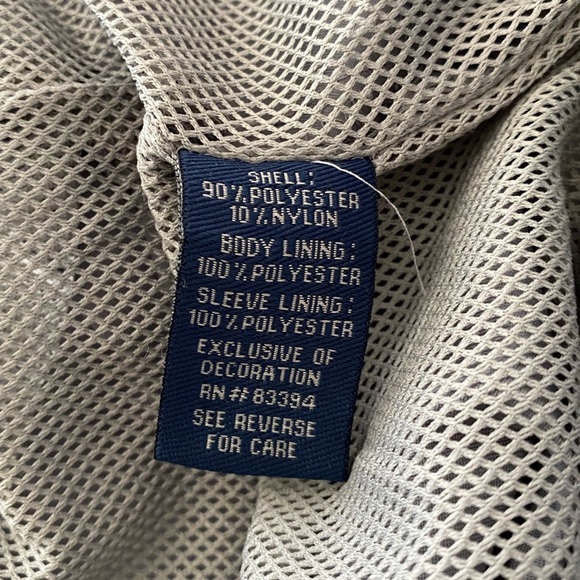 SHELL:
90%POLYESTER
10%NYLON
BODY LINING:
100%POLYESTER
SLEEVE LINING:
100%POLYESTER
EXCLUSIVE OF
DECORATION
RN# 83394
SEE REVERSE
FOR CARE